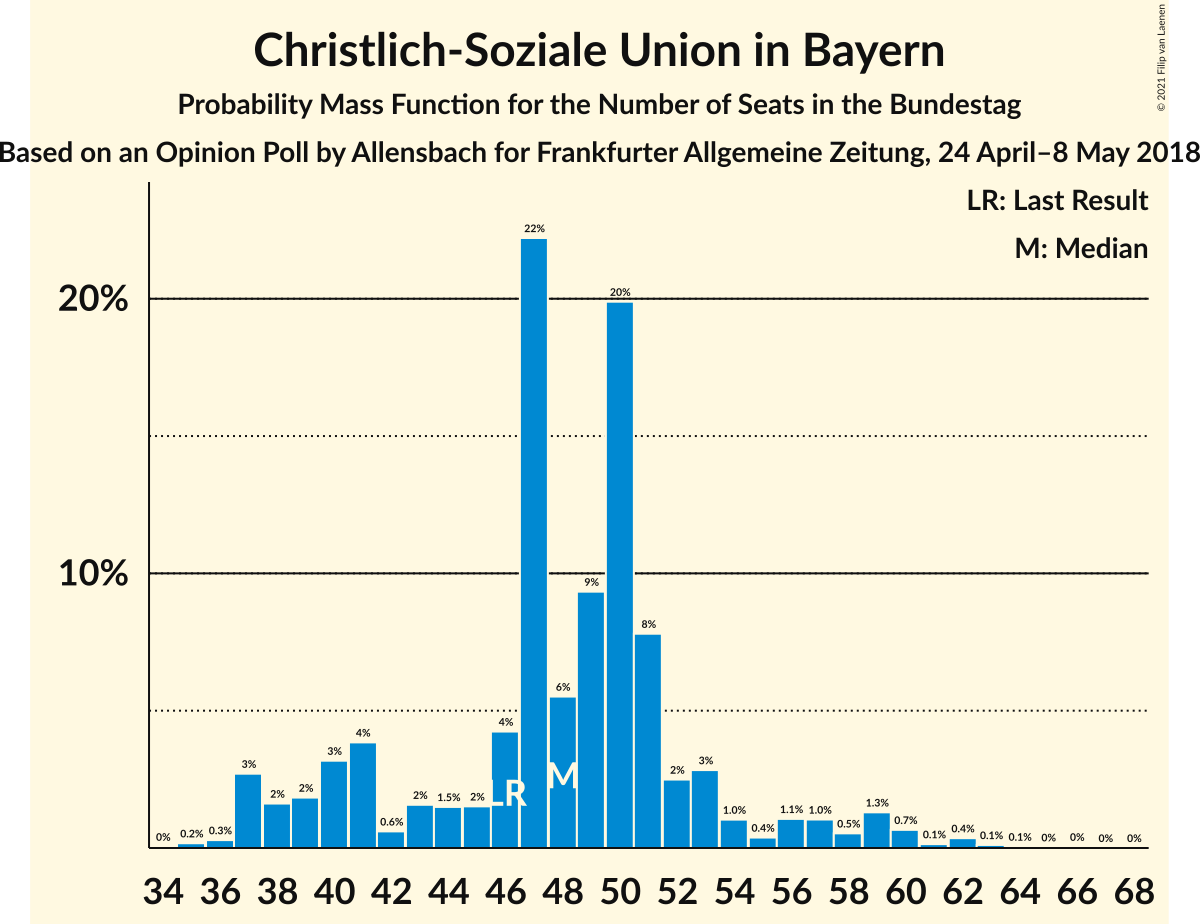 Christlich-Soziale Union in Bayern
Probability Mass Function for the Number of Seats in the Bundestag
Based on an Opinion Poll by Allensbach for Frankfurter Allgemeine Zeitung, 24 April–8 May 2018
© 2021 Filip van Laenen
LR: Last Result
M: Median
20%
10%
0% 0.2% 0.3% 3% 2% 2% 3% 4% 0.6% 2% 1.5% 2% 4% 22% 6% 9% 20% 8% 2% 3% 1.0% 0.4% 1.1% 1.0% 0.5% 1.3% 0.7% 0.1% 0.4% 0.1% 0.1% 0% 0% 0% 0%
LR
M
34 36 38 40 42 44 46 48 50 52 54 56 58 60 62 64 66 68